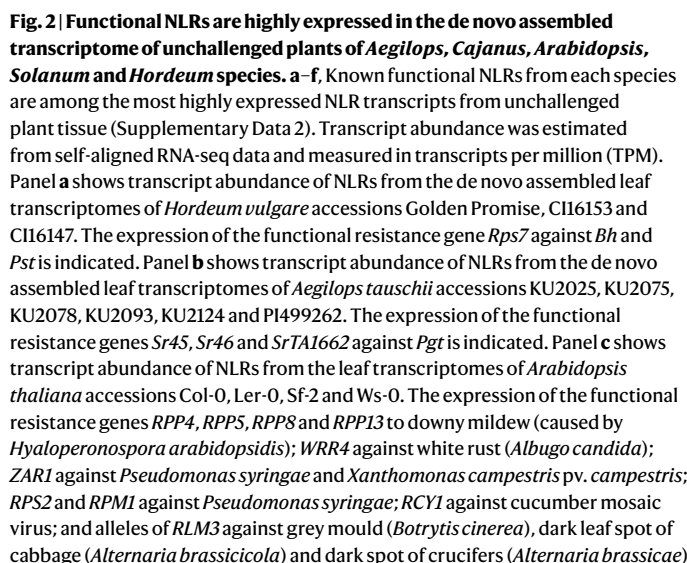 Fig. 2 | Functional NLRs are highly expressed in the de novo assembled
transcriptome of unchallenged plants of Aegilops, Cajanus, Arabidopsis,
Solanum and Hordeum species. a–f, Known functional NLRs from each species
are among the most highly expressed NLR transcripts from unchallenged
plant tissue (Supplementary Data 2). Transcript abundance was estimated
from self-aligned RNA-seq data and measured in transcripts per million (TPM).
Panel a shows transcript abundance of NLRs from the de novo assembled leaf
transcriptomes of Hordeum vulgare accessions Golden Promise, CI16153 and
CI16147. The expression of the functional resistance gene Rps7 against Bh and
Pst is indicated. Panel b shows transcript abundance of NLRs from the de novo
assembled leaf transcriptomes of Aegilops tauschii accessions KU2025, KU2075,
KU2078, KU2093, KU2124 and PI499262. The expression of the functional
resistance genes Sr45, Sr46 and SrTA1662 against Pgt is indicated. Panel c shows
transcript abundance of NLRs from the leaf transcriptomes of Arabidopsis
thaliana accessions Col-0, Ler-0, Sf-2 and Ws-0. The expression of the functional
resistance genes RPP4, RPP5, RPP8 and RPP13 to downy mildew (caused by
Hyaloperonospora arabidopsidis); WRR4 against white rust (Albugo candida);
ZAR1 against Pseudomonas syringae and Xanthomonas campestris pv. campestris;
RPS2 and RPM1 against Pseudomonas syringae; RCY1 against cucumber mosaic
virus; and alleles of RLM3 against grey mould (Botrytis cinerea), dark leaf spot of
cabbage (Alternaria brassicicola) and dark spot of crucifers (Alternaria brassicae)